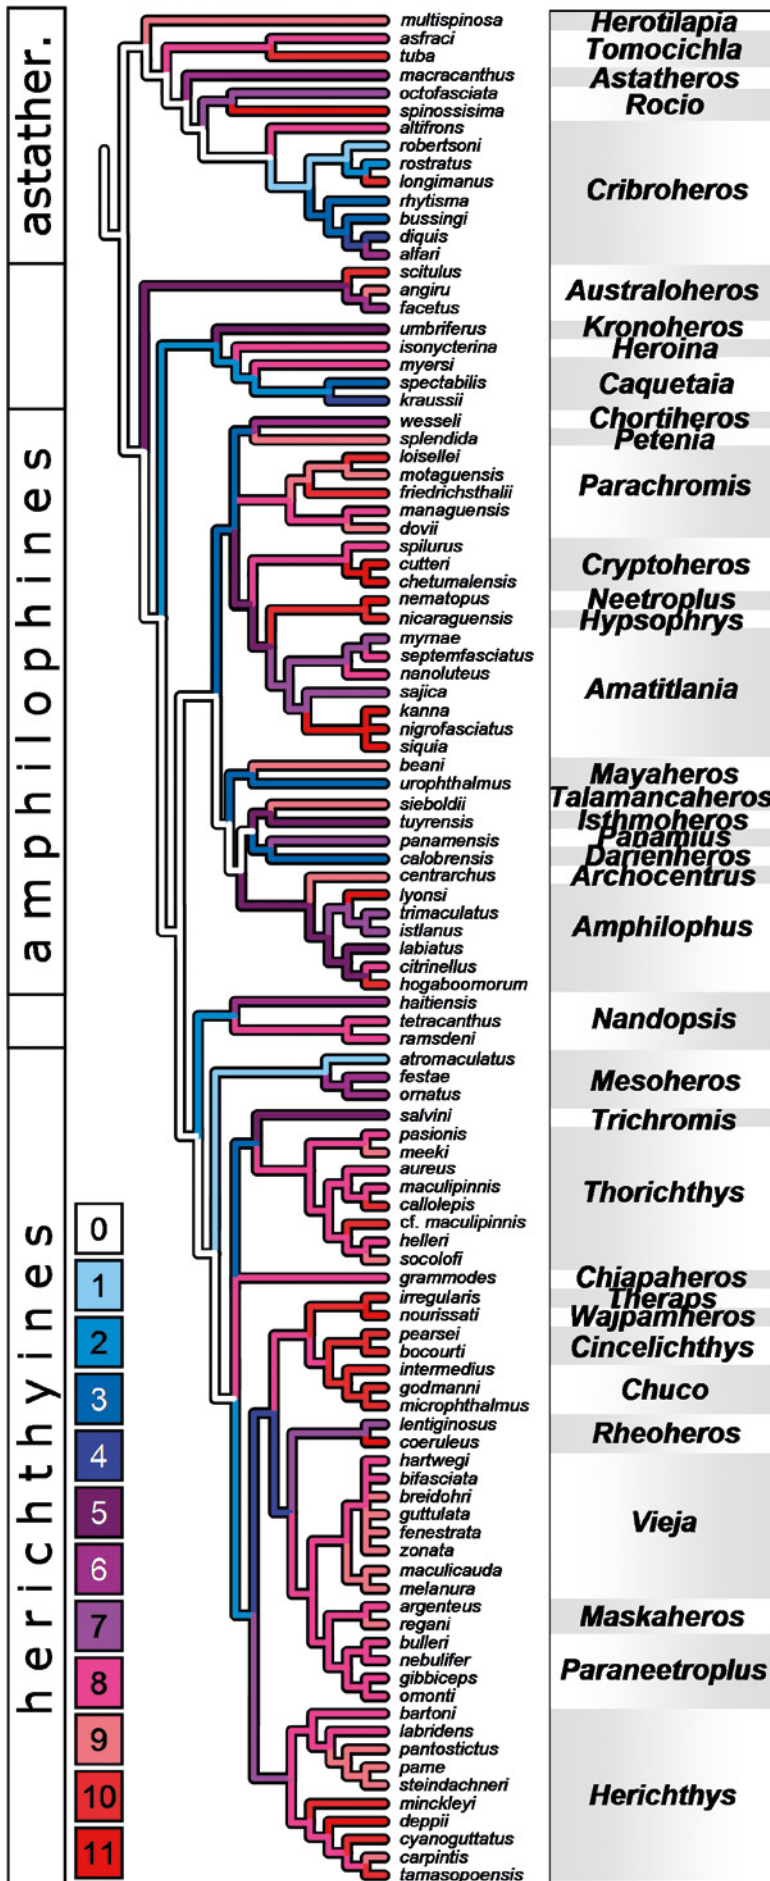 astather.
amphilophines
herichthyines
0
1
2
3
4
5
6
7
8
9
10
11
multispinosa
asfraci
tuba
macracanthus
octofasciata
spinossisima
altifrons
robertsoni
rostratus
longimanus
rhytisma
bussingi
diquis
alfari
scitulus
angiru
facetus
umbriferus
isonycterina
myersi
spectabilis
kraussii
wesseli
splendida
loisellei
motaguensis
friedrichsthalii
managuensis
dovii
spilurus
cutteri
chetumalensis
nematopus
nicaraguensis
myrnae
septemfasciatus
nanoluteus
sajica
kanna
nigrofasciatus
siquia
beani
urophthalmus
sieboldii
tuyrensis
panamensis
calobrensis
centrarchus
lyonsi
trimaculatus
istlanus
labiatus
citrinellus
hogaboomorum
haitiensis
tetracanthus
ramsdeni
atromaculatus
festae
ornatus
salvini
pasionis
meeki
aureus
maculipinnis
callolepis
cf. maculipinnis
helleri
socolofi
grammodes
irregularis
nourissati
pearsei
bocourti
intermedius
godmanni
microphthalmus
lentiginosus
coeruleus
hartwegi
bifasciata
breidohri
guttulata
fenestrata
zonata
maculicauda
melanura
argenteus
regani
bulleri
nebulifer
gibbiceps
omonti
bartoni
labridens
pantostictus
pame
steindachneri
minckleyi
deppii
cyanoguttatus
carpintis
tamasopoensis
Herotilapia
Tomocichla
Astatheros
Rocio
Cribroheros
Australoheros
Kronoheros
Heroina
Caquetaia
Chortiheros
Petenia
Parachromis
Cryptoheros
Neetroplus
Hypsophrys
Amatitlania
Mayaheros
Talamancaheros
Isthmoheros
Panamius
Darienheros
Archocentrus
Amphilophus
Nandopsis
Mesoheros
Trichromis
Thorichthys
Chiapaheros
Theraps
Wajpamheros
Cincelichthys
Chuco
Rheoheros
Vieja
Maskaheros
Paraneetroplus
Herichthys